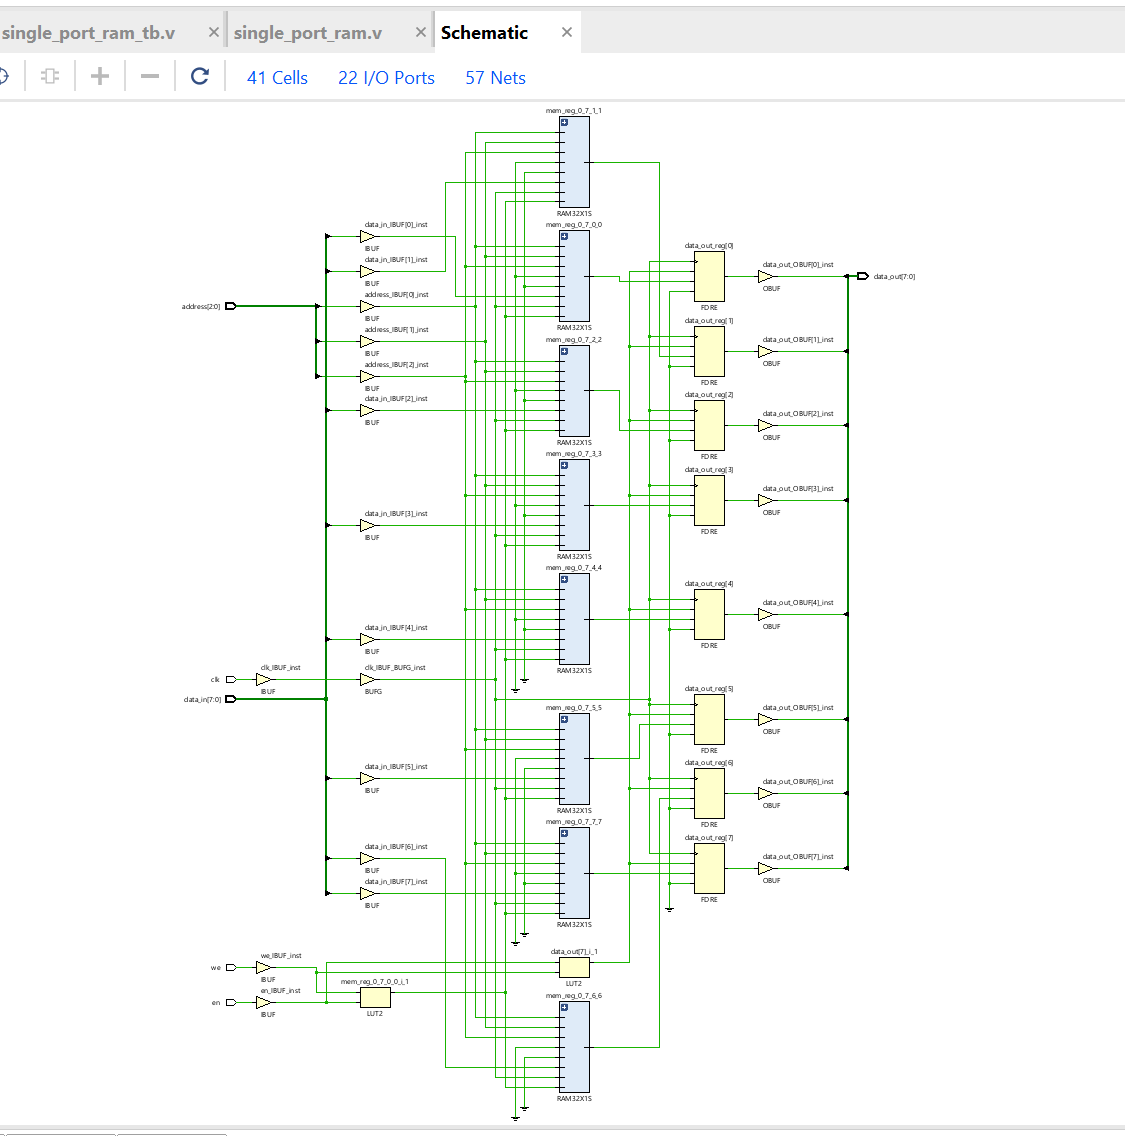 single_port_ram_tb.v × single_port_ram.v × Schematic ×
41 Cells 22 I/O Ports 57 Nets
mem_reg_0_7_1_1
RAM32X1S
data_in_IBUF[0]_inst
IBUF
mem_reg_0_7_0_0
RAM32X1S
data_out_reg[0]
FDRE
data_out_OBUF[0]_inst
OBUF
data_out[7:0]
data_in_IBUF[1]_inst
IBUF
address[2:0]
address_IBUF[0]_inst
IBUF
address_IBUF[1]_inst
IBUF
address_IBUF[2]_inst
IBUF
data_out_reg[1]
FDRE
data_out_OBUF[1]_inst
OBUF
mem_reg_0_7_2_2
RAM32X1S
data_in_IBUF[2]_inst
IBUF
data_out_reg[2]
FDRE
data_out_OBUF[2]_inst
OBUF
mem_reg_0_7_3_3
RAM32X1S
data_out_reg[3]
FDRE
data_out_OBUF[3]_inst
OBUF
data_in_IBUF[3]_inst
IBUF
mem_reg_0_7_4_4
RAM32X1S
data_out_reg[4]
FDRE
data_out_OBUF[4]_inst
OBUF
data_in_IBUF[4]_inst
IBUF
clk
clk_IBUF_inst
IBUF
clk_IBUF_BUFG_inst
BUFG
data_in[7:0]
data_out_reg[5]
FDRE
data_out_OBUF[5]_inst
OBUF
mem_reg_0_7_5_5
RAM32X1S
data_in_IBUF[5]_inst
IBUF
data_out_reg[6]
FDRE
data_out_OBUF[6]_inst
OBUF
mem_reg_0_7_7_7
RAM32X1S
data_out_reg[7]
FDRE
data_out_OBUF[7]_inst
OBUF
data_in_IBUF[6]_inst
IBUF
data_in_IBUF[7]_inst
IBUF
we
we_IBUF_inst
IBUF
data_out[7]_i_1
LUT2
en
en_IBUF_inst
IBUF
mem_reg_0_7_0_0_i_1
LUT2
mem_reg_0_7_6_6
RAM32X1S